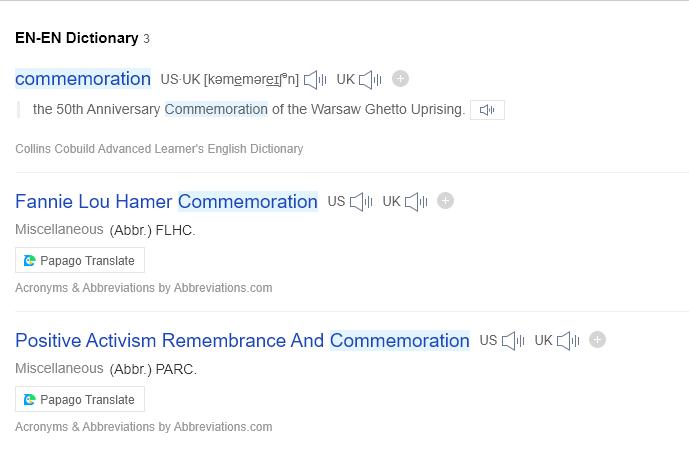 EN-EN Dictionary 3
commemoration US·UK [kəmeməreɪʃᵊn] UK
the 50th Anniversary Commemoration of the Warsaw Ghetto Uprising.
Collins Cobuild Advanced Learner's English Dictionary
Fannie Lou Hamer Commemoration US UK
Miscellaneous (Abbr.) FLHC.
Papago Translate
Acronyms & Abbreviations by Abbreviations.com
Positive Activism Remembrance And Commemoration US UK
Miscellaneous (Abbr.) PARC.
Papago Translate
Acronyms & Abbreviations by Abbreviations.com